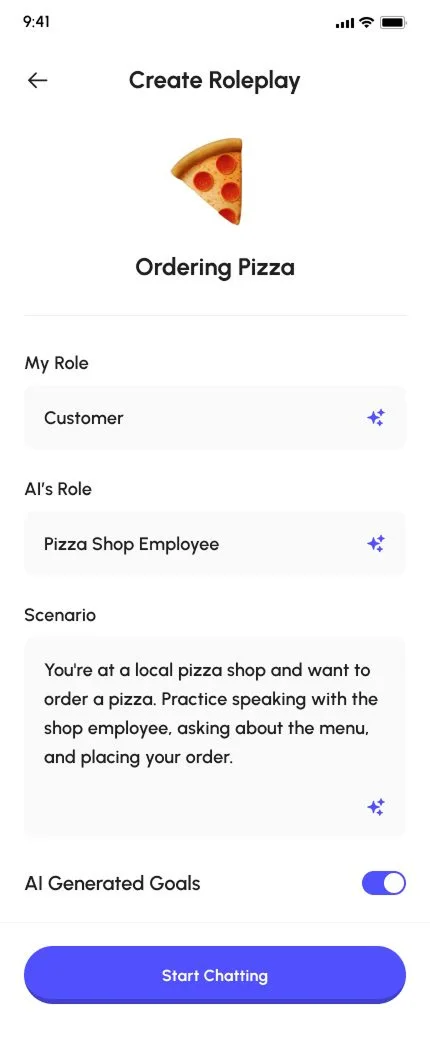 9:41
Create Roleplay
Ordering Pizza
My Role
Customer
AI's Role
Pizza Shop Employee
Scenario
You're at a local pizza shop and want to
order a pizza. Practice speaking with the
shop employee, asking about the menu,
and placing your order.
AI Generated Goals
Start Chatting